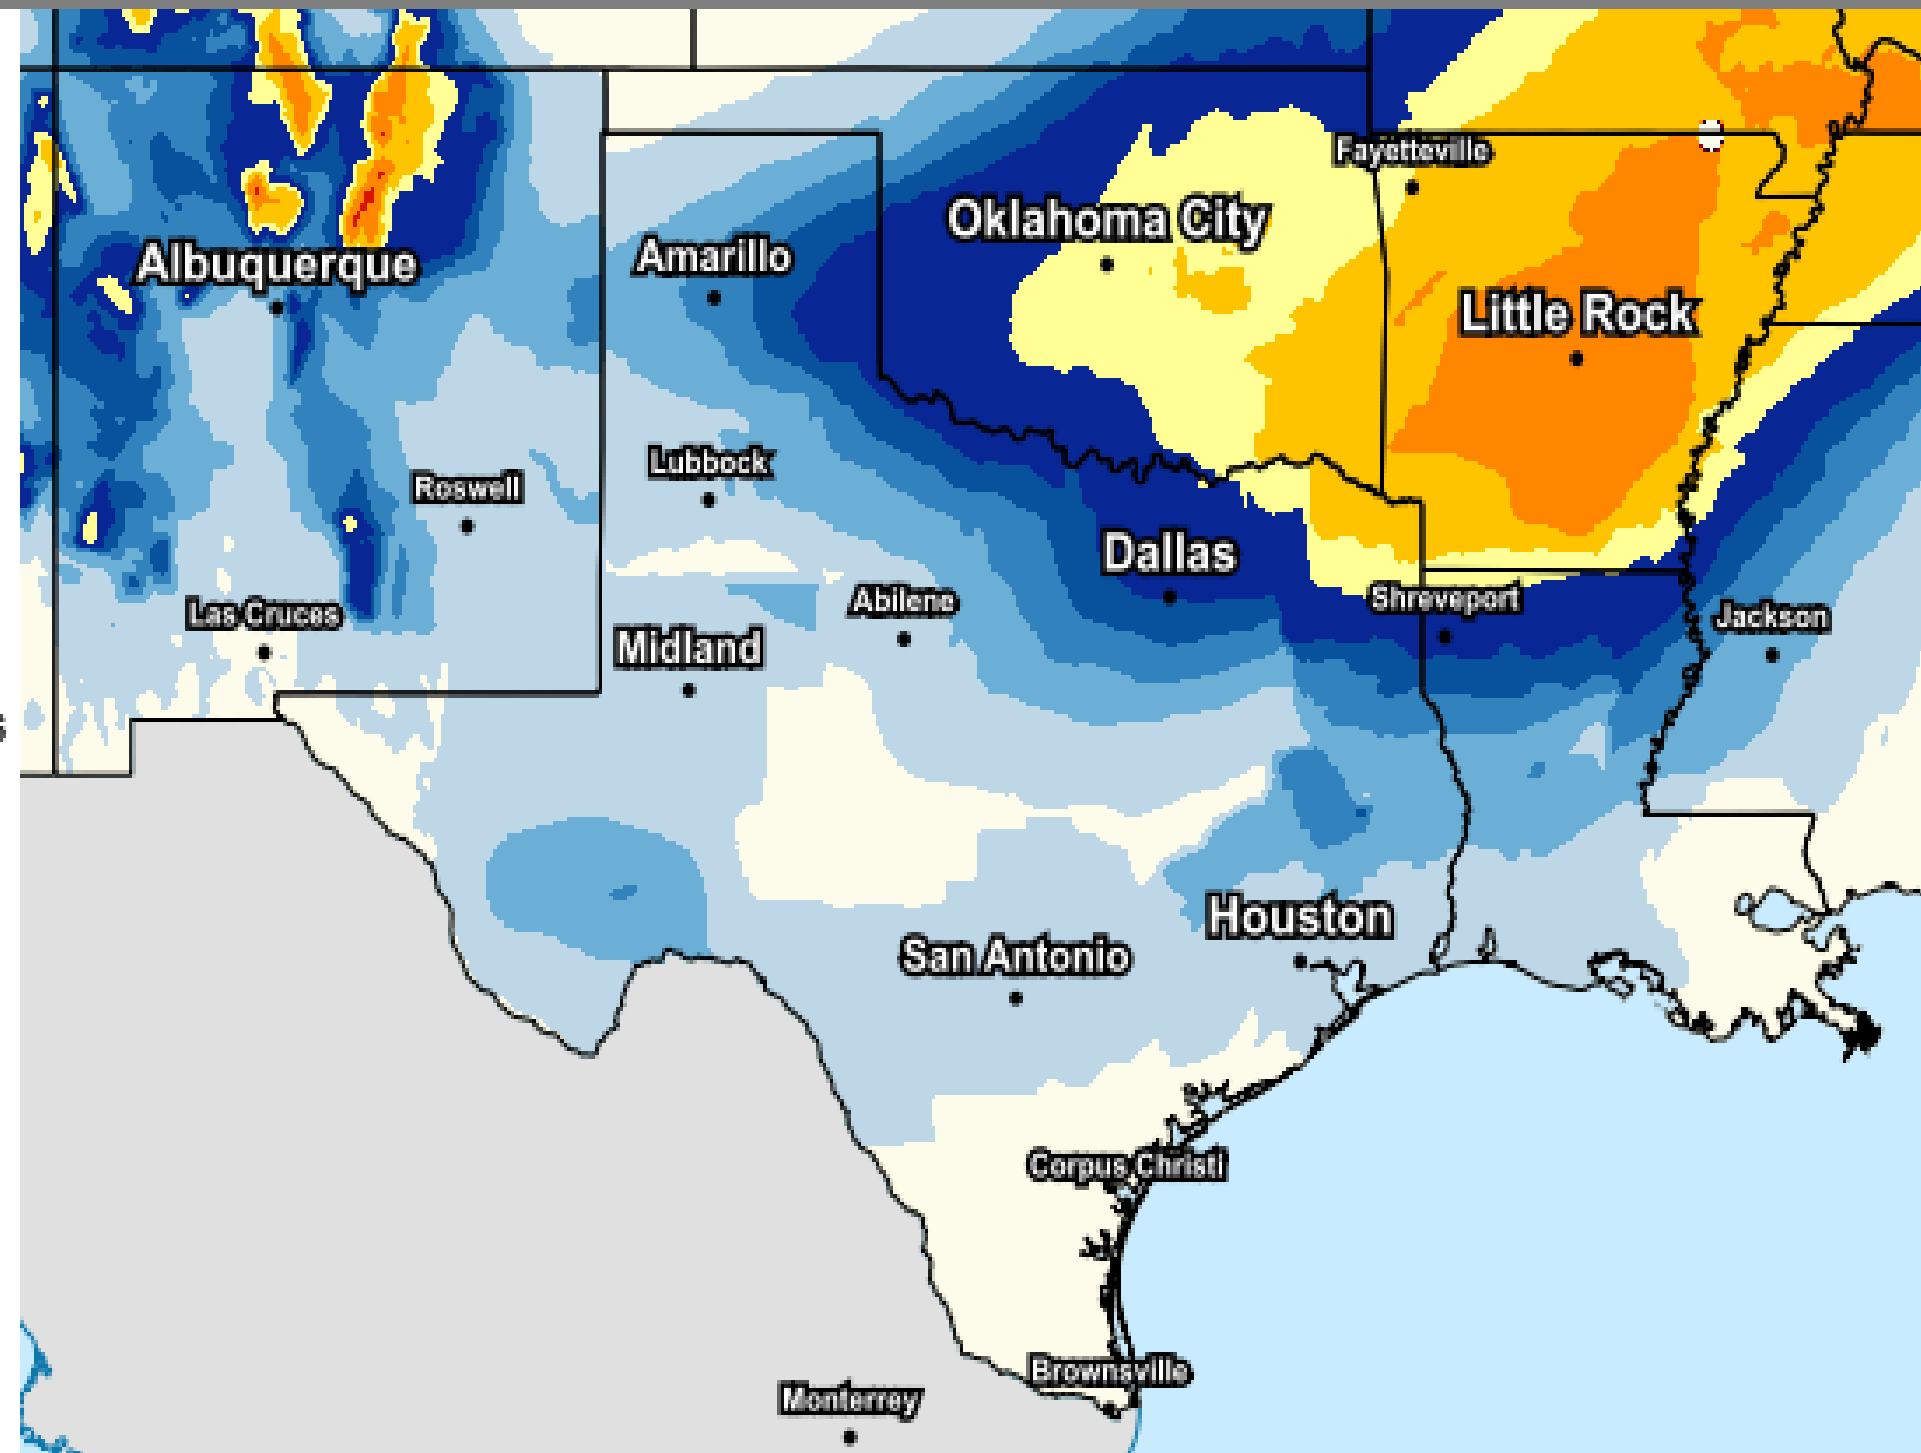 Fayetteville
Oklahoma City
Albuquerque
Amarillo
Little Rock
Lubbock
Roswell
Dallas
Las Cruces
Abilene
Shreveport
Jackson
Midland
Houston
San Antonio
Corpus Christi
Brownsville
Monterrey